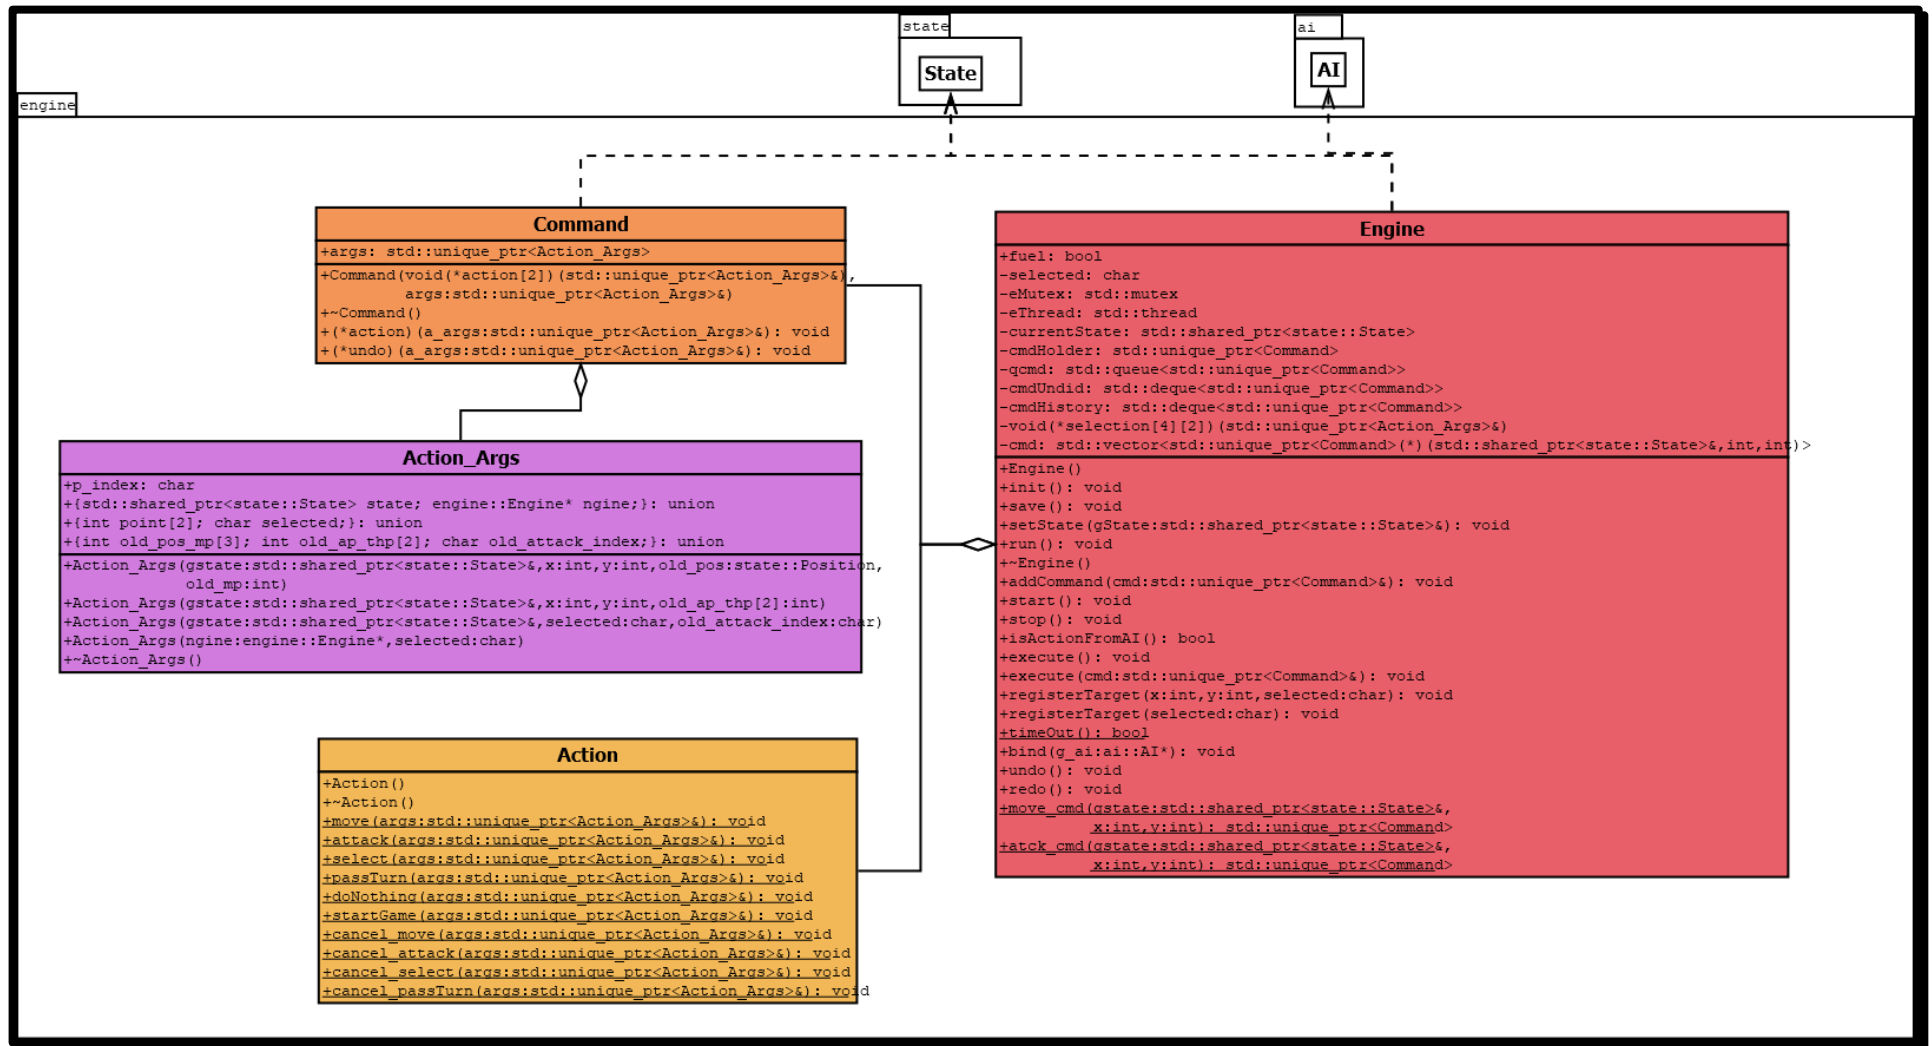 state
State
ai
AI
engine
Command
+args: std::unique_ptr<Action_Args>
+Command(void(*action[2])(std::unique_ptr<Action_Args>&),
args:std::unique_ptr<Action_Args>&)
+~Command()
+(*action)(a_args:std::unique_ptr<Action_Args>&): void
+(*undo)(a_args:std::unique_ptr<Action_Args>&): void
Action_Args
+p_index: char
+{std::shared_ptr<state::State> state; engine::Engine* ngine;}: union
+{int point[2]; char selected;}: union
+{int old_pos_mp[3]; int old_ap_thp[2]; char old_attack_index;}: union
+Action_Args(gstate:std::shared_ptr<state::State>&,x:int,y:int,old_pos:state::Position,
old_mp:int)
+Action_Args(gstate:std::shared_ptr<state::State>&,x:int,y:int,old_ap_thp[2]:int)
+Action_Args(gstate:std::shared_ptr<state::State>&,selected:char,old_attack_index:char)
+Action_Args(ngine:engine::Engine*,selected:char)
+~Action_Args()
Action
+Action()
+~Action()
+move(args:std::unique_ptr<Action_Args>&): void
+attack(args:std::unique_ptr<Action_Args>&): void
+select(args:std::unique_ptr<Action_Args>&): void
+passTurn(args:std::unique_ptr<Action_Args>&): void
+doNothing(args:std::unique_ptr<Action_Args>&): void
+startGame(args:std::unique_ptr<Action_Args>&): void
+cancel_move(args:std::unique_ptr<Action_Args>&): void
+cancel_attack(args:std::unique_ptr<Action_Args>&): void
+cancel_select(args:std::unique_ptr<Action_Args>&): void
+cancel_passTurn(args:std::unique_ptr<Action_Args>&): void
Engine
+fuel: bool
-selected: char
-eMutex: std::mutex
-eThread: std::thread
-currentState: std::shared_ptr<state::State>
-cmdHolder: std::unique_ptr<Command>
-qcmd: std::queue<std::unique_ptr<Command>>
-cmdUndid: std::deque<std::unique_ptr<Command>>
-cmdHistory: std::deque<std::unique_ptr<Command>>
-void(*selection[4][2])(std::unique_ptr<Action_Args>&)
-cmd: std::vector<std::unique_ptr<Command>(*)(std::shared_ptr<state::State>&,int,int)>
+Engine()
+init(): void
+save(): void
+setState(gState:std::shared_ptr<state::State>&): void
+run(): void
+~Engine()
+addCommand(cmd:std::unique_ptr<Command>&): void
+start(): void
+stop(): void
+isActionFromAI(): bool
+execute(): void
+execute(cmd:std::unique_ptr<Command>&): void
+registerTarget(x:int,y:int,selected:char): void
+registerTarget(selected:char): void
+timeOut(): bool
+bind(g_ai:ai::AI*): void
+undo(): void
+redo(): void
+move_cmd(gstate:std::shared_ptr<state::State>&,
x:int,y:int): std::unique_ptr<Command>
+atck_cmd(gstate:std::shared_ptr<state::State>&,
x:int,y:int): std::unique_ptr<Command>